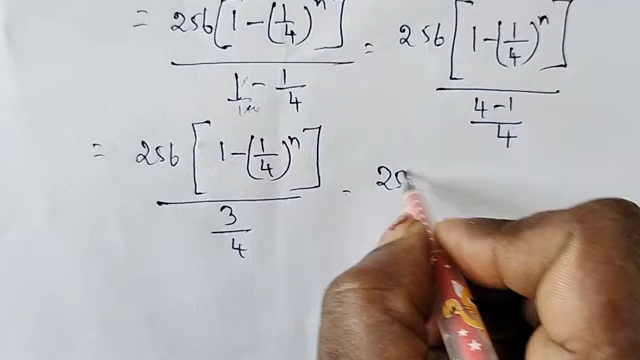 = 256[1-(1/4)^n] / (1/1 - 1/4) = 256[1-(1/4)^n] / ((4-1)/4)
= 256[1-(1/4)^n] / (3/4) = 25